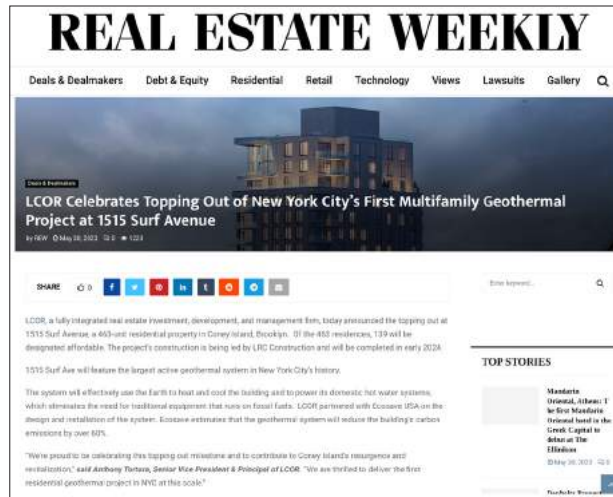 REAL ESTATE WEEKLY
Deals & Dealmakers Debt & Equity Residential Retail Technology Views Lawsuits Gallery
Deals & Dealmakers
LCOR Celebrates Topping Out of New York City's First Multifamily Geothermal
Project at 1515 Surf Avenue
by REW May 2023 0
SHARE 0
Enter keyword...
LCOR, a fully integrated real estate investment, development, and management firm, today announced the topping out at
1515 Surf Avenue, a 463-unit residential property in Coney Island, Brooklyn. Of the 463 residences, 139 will be
designated affordable. The project's construction is being led by LRC Construction and will be completed in early 2024
1515 Surf Ave will feature the largest active geothermal system in New York City's history.
TOP STORIES
The system will effectively use the Earth to heat and cool the building and to power its domestic hot water systems,
which eliminates the need for traditional equipment that runs on fossil fuels. LCOR partnered with Ecosave USA on the
design and installation of the system. Ecosave estimates that the geothermal system will reduce the building's carbon
emissions by over 60%.
"We're proud to be celebrating this topping out milestone and to contribute to Coney Island's resurgence and
revitalization," said Anthony Tortora, Senior Vice President & Principal of LCOR. "We are thrilled to deliver the first
residential geothermal project in NYC at this scale."
Mandarin
Oriental, Athens: T
he first Mandarin
Oriental hotel in the
Greek Capital to
debut at The
Ellinikon
May 30, 2023 0